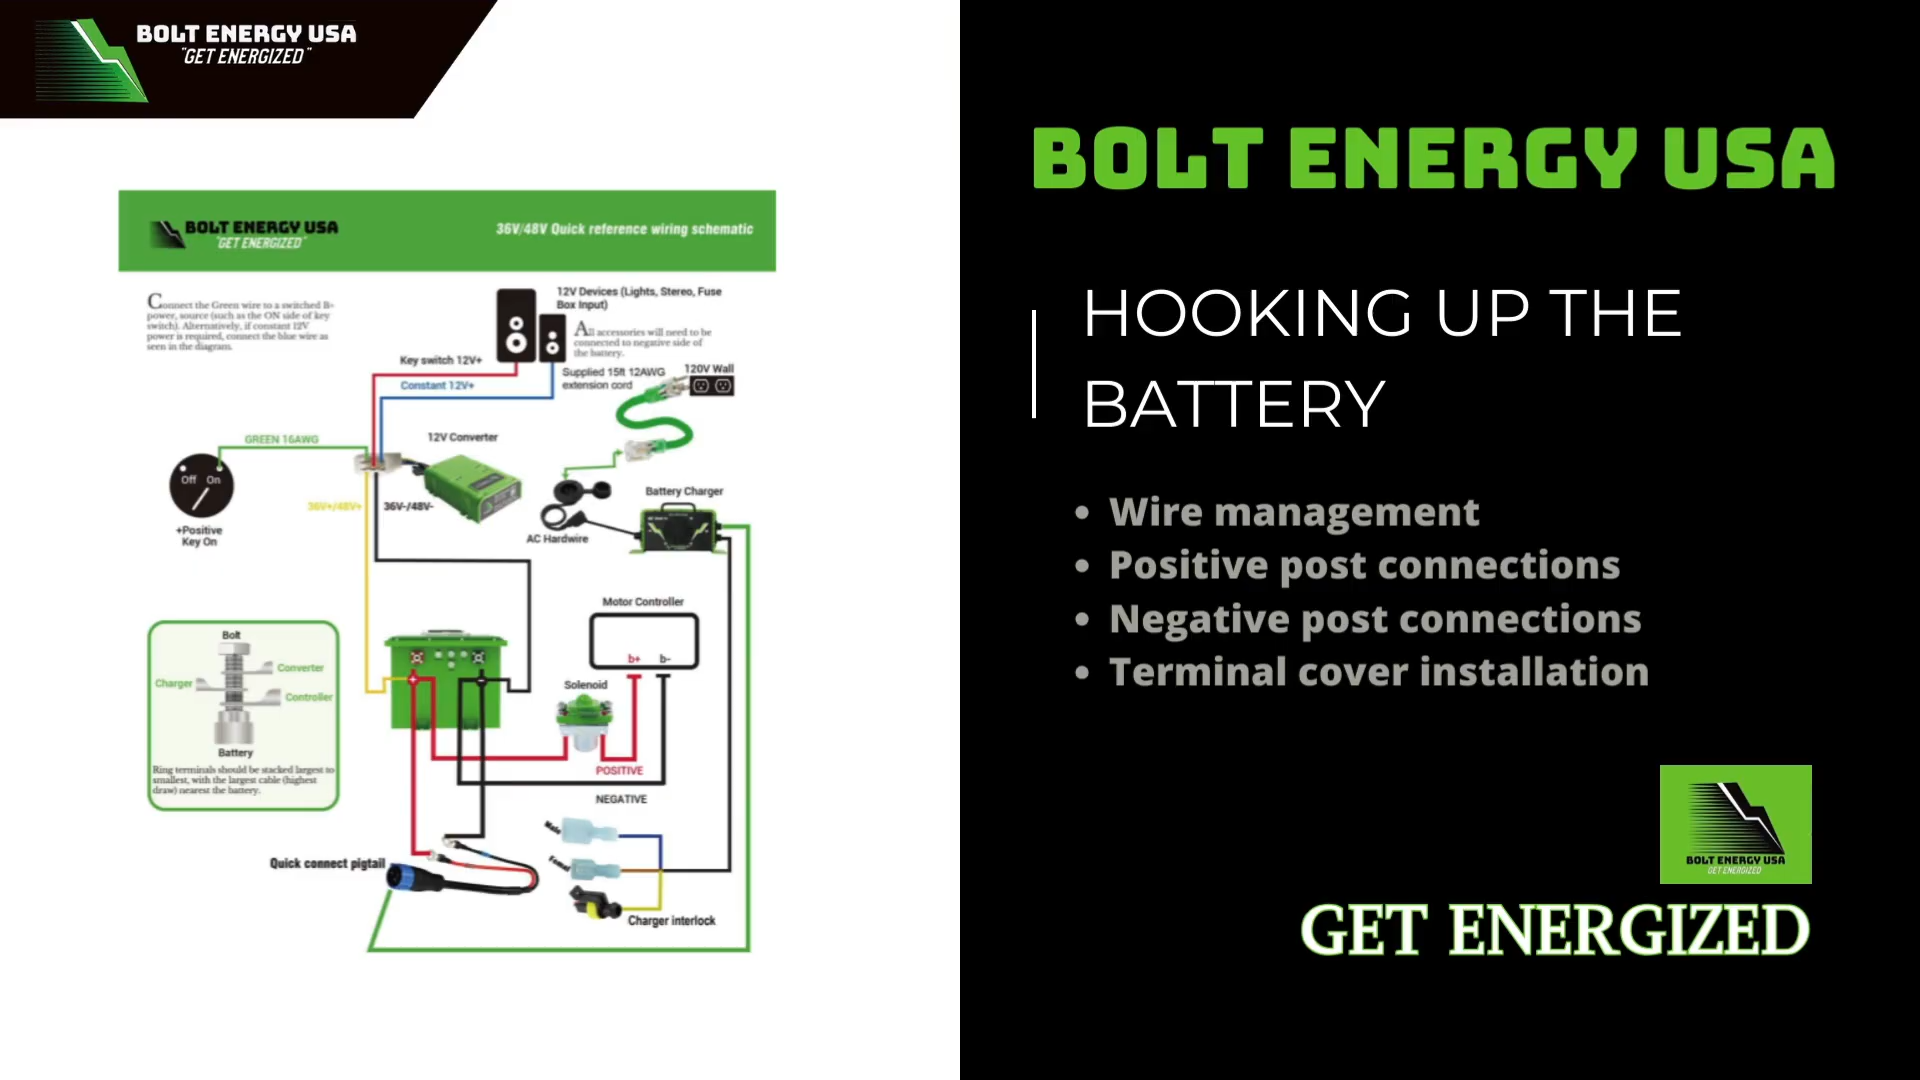 BOLT ENERGY USA
"GET ENERGIZED"
BOLT ENERGY USA
"GET ENERGIZED"
36V/48V Quick reference wiring schematic
Connect the Green wire to a switched B+
power, source (such as the ON side of key
switch). Alternatively, if constant 12V
power is required, connect the blue wire as
seen in the diagram.
12V Devices (Lights, Stereo, Fuse
Box Input)
All accessories will need to be
connected to negative side of
the battery.
Key switch 12V+
Constant 12V+
Supplied 15ft 12AWG
extension cord
120V Wall
GREEN 16AWG
12V Converter
Off On
36V+/48V+
36V-/48V-
+Positive
Key On
Battery Charger
AC Hardwire
Motor Controller
b+ b-
Bolt
Converter
Charger
Controller
Battery
Ring terminals should be stacked largest to
smallest, with the largest cable (highest
draw) nearest the battery.
+
-
Solenoid
POSITIVE
NEGATIVE
Male
Femal
Quick connect pigtail
Charger interlock
BOLT ENERGY USA
HOOKING UP THE
BATTERY
• Wire management
• Positive post connections
• Negative post connections
• Terminal cover installation
BOLT ENERGY USA
GET ENERGIZED
GET ENERGIZED